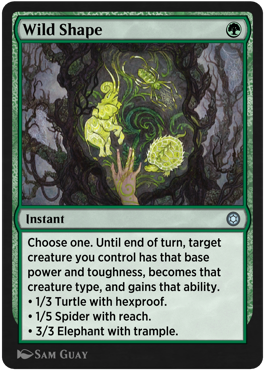 Wild Shape
Instant
Choose one. Until end of turn, target
creature you control has that base
power and toughness, becomes that
creature type, and gains that ability.
• 1/3 Turtle with hexproof.
• 1/5 Spider with reach.
• 3/3 Elephant with trample.
SAM GUAY